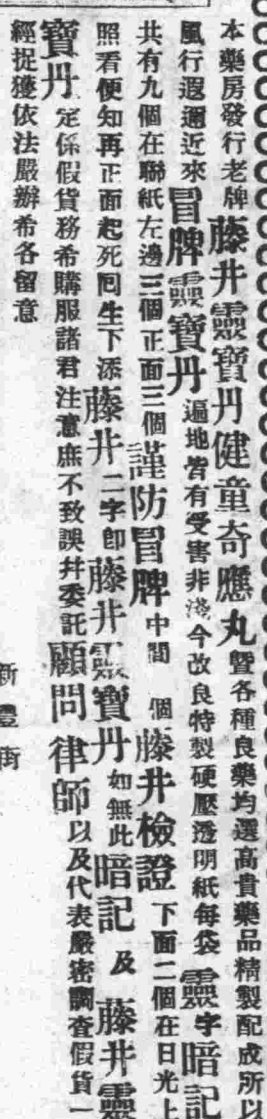 本藥房發行老牌藤井靈寶丹健童奇應丸暨各種良藥均選高貴藥品精製配成所以
風行遐邇近來冒牌靈寶丹遍地皆有受害非淺今改良特製硬壓透明紙每袋靈字暗記
共有九個在聯紙左邊三個正面三個謹防冒牌中間 個藤井檢證下面二個在日光上
照看便知再正面起死回生下添藤井二字卽藤井靈寶丹如無此暗記及藤井靈
寶丹定係假貨務希購服諸君注意庶不致誤幷委託顧問律師以及代表嚴密調查假貨一
經捉獲依法嚴辦希各留意
新豐街